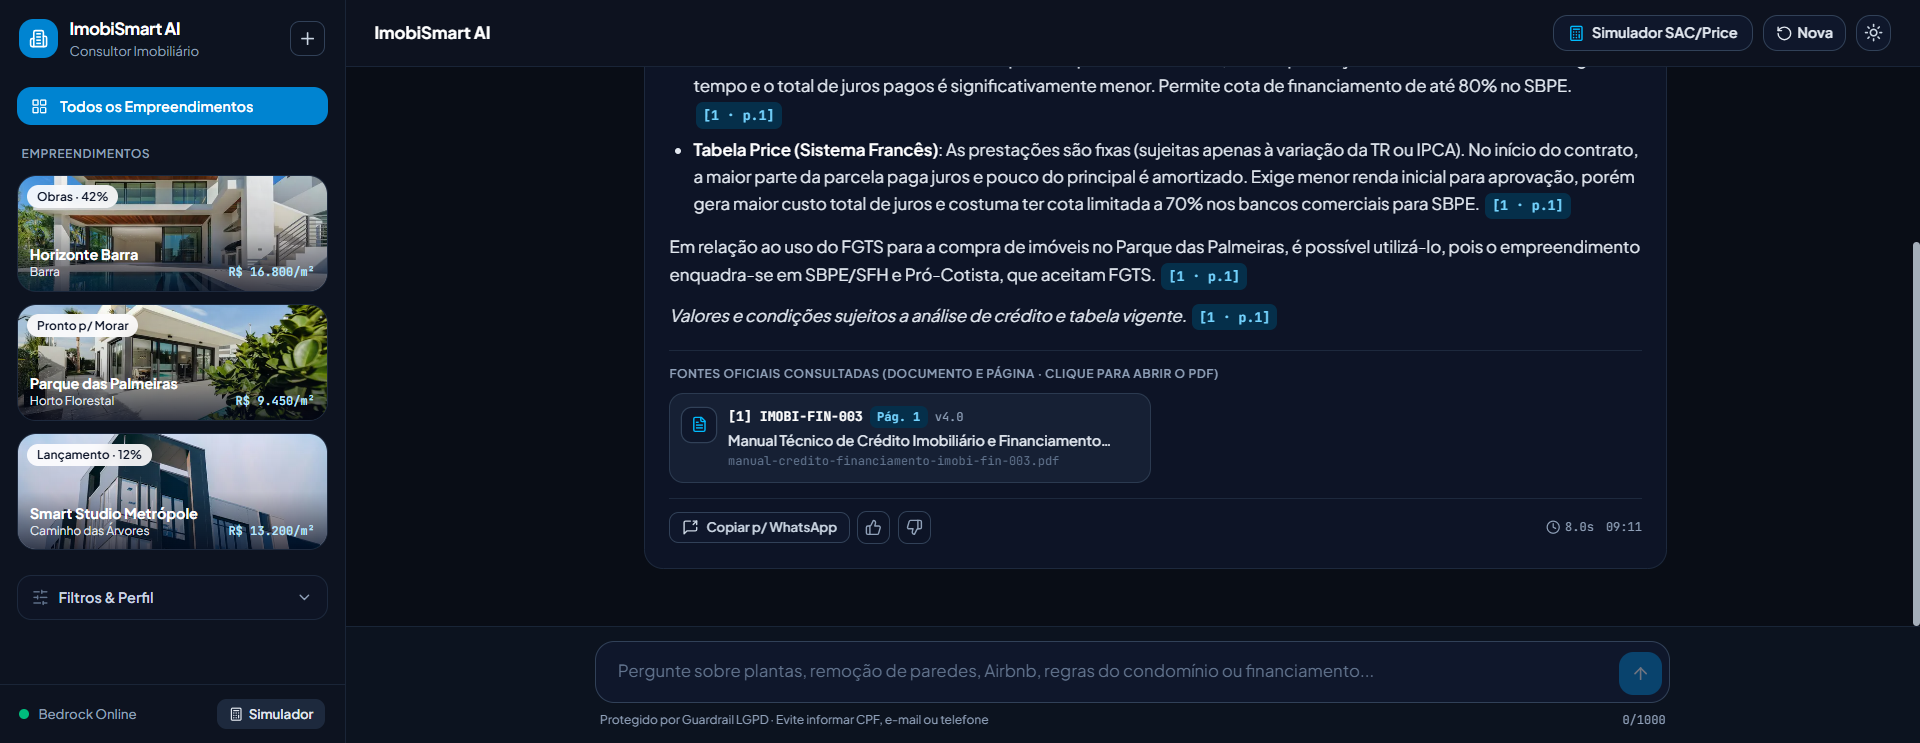 ImobiSmart AI
Consultor Imobiliário
Todos os Empreendimentos
EMPREENDIMENTOS
Obras · 42%
Horizonte Barra
Barra
R$ 16.800/m²
Pronto p/ Morar
Parque das Palmeiras
Horto Florestal
R$ 9.450/m²
Lançamento · 12%
Smart Studio Metrópole
Caminho das Árvores
R$ 13.200/m²
Filtros & Perfil
Bedrock Online
Simulador
ImobiSmart AI
Simulador SAC/Price
Nova
tempo e o total de juros pagos é significativamente menor. Permite cota de financiamento de até 80% no SBPE.
[1 · p.1]
• Tabela Price (Sistema Francês): As prestações são fixas (sujeitas apenas à variação da TR ou IPCA). No início do contrato,
a maior parte da parcela paga juros e pouco do principal é amortizado. Exige menor renda inicial para aprovação, porém
gera maior custo total de juros e costuma ter cota limitada a 70% nos bancos comerciais para SBPE. [1 · p.1]
Em relação ao uso do FGTS para a compra de imóveis no Parque das Palmeiras, é possível utilizá-lo, pois o empreendimento
enquadra-se em SBPE/SFH e Pró-Cotista, que aceitam FGTS. [1 · p.1]
Valores e condições sujeitos a análise de crédito e tabela vigente. [1 · p.1]
FONTES OFICIAIS CONSULTADAS (DOCUMENTO E PÁGINA · CLIQUE PARA ABRIR O PDF)
[1] IMOBI-FIN-003 Pág. 1 v4.0
Manual Técnico de Crédito Imobiliário e Financiamento...
manual-credito-financiamento-imobi-fin-003.pdf
Copiar p/ WhatsApp
8.0s 09:11
Pergunte sobre plantas, remoção de paredes, Airbnb, regras do condomínio ou financiamento...
Protegido por Guardrail LGPD · Evite informar CPF, e-mail ou telefone
0/1000